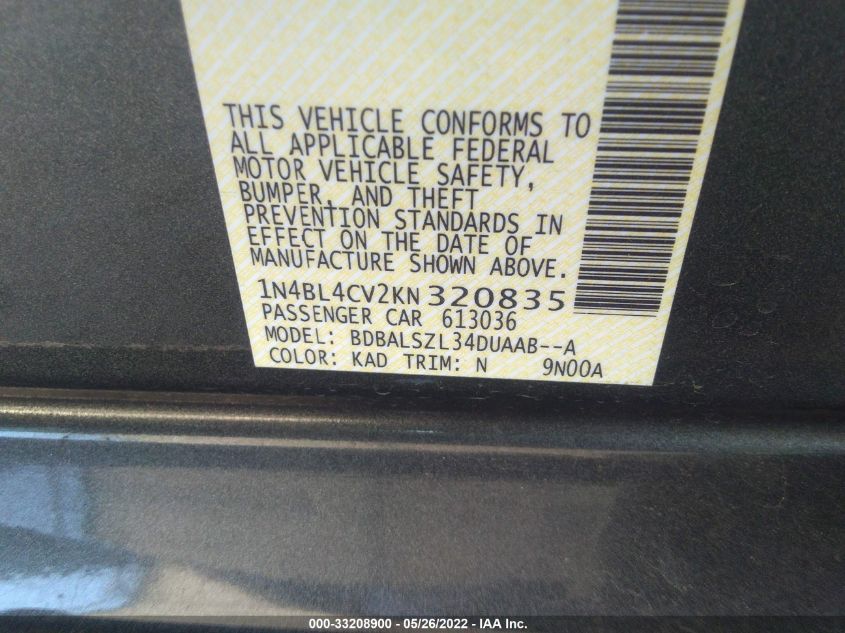 THIS VEHICLE CONFORMS TO
ALL APPLICABLE FEDERAL
MOTOR VEHICLE SAFETY,
BUMPER, AND THEFT
PREVENTION STANDARDS IN
EFFECT ON THE DATE OF
MANUFACTURE SHOWN ABOVE.
1N4BL4CV2KN 320835
PASSENGER CAR 613036
MODEL: BDBALSZL34DUAAB--A
COLOR: KAD TRIM: N 9N00A
000-33208900 - 05/26/2022 - IAA Inc.